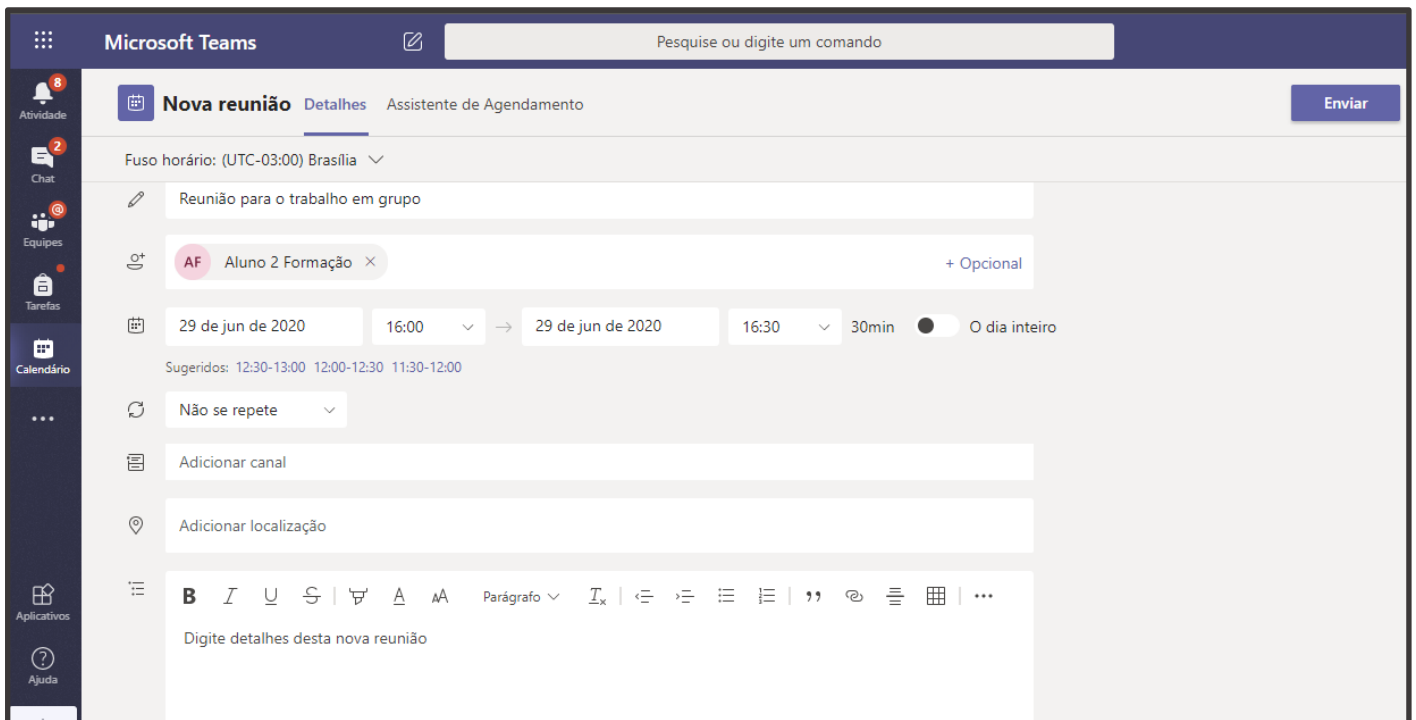 Microsoft Teams
Pesquise ou digite um comando
8
Atividade
Nova reunião Detalhes Assistente de Agendamento
Enviar
2
Chat
Fuso horário: (UTC-03:00) Brasília
Reunião para o trabalho em grupo
@
Equipes
AF Aluno 2 Formação × + Opcional
Tarefas
29 de jun de 2020 16:00 → 29 de jun de 2020 16:30 30min O dia inteiro
Calendário
Sugeridos: 12:30-13:00 12:00-12:30 11:30-12:00
Não se repete
Adicionar canal
Adicionar localização
B I U S A AA Parágrafo Tx
Aplicativos
Digite detalhes desta nova reunião
Ajuda